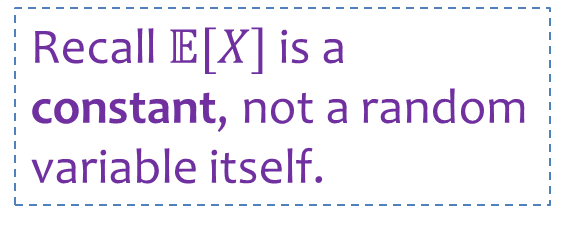 Recall 𝔼[𝑋] is a
constant, not a random
variable itself.